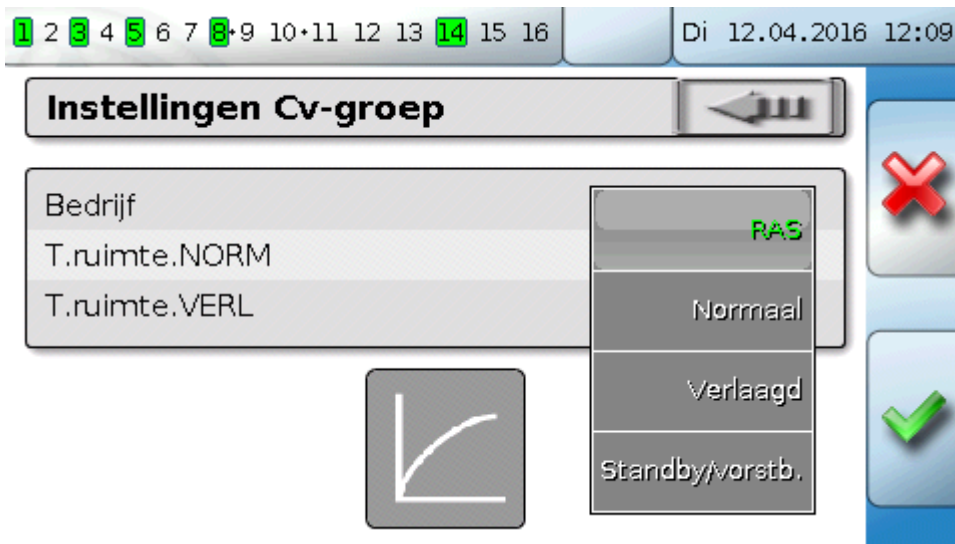 1 2 3 4 5 6 7 8+9 10+11 12 13 14 15 16
Di 12.04.2016 12:09
Instellingen Cv-groep
Bedrijf
T.ruimte.NORM
T.ruimte.VERL
RAS
Normaal
Verlaagd
Standby/vorstb.